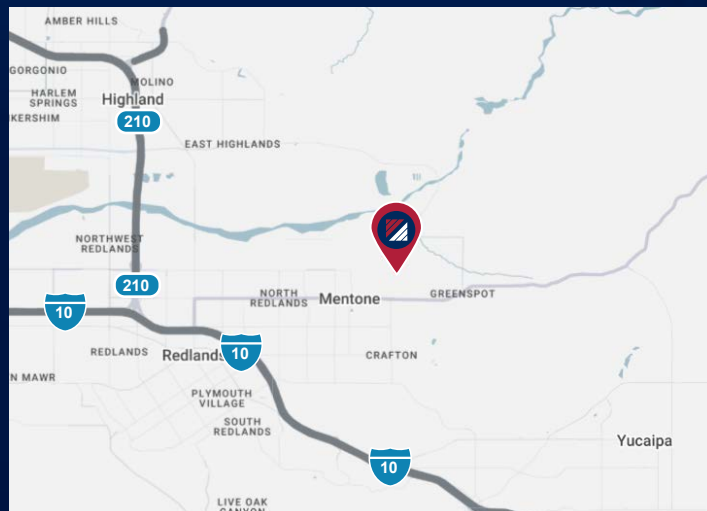 AMBER HILLS
GORGONIO
MOLINO
HARLEM
SPRINGS
Highland
KERSHIM
210
EAST HIGHLANDS
NORTHWEST
REDLANDS
210
NORTH
REDLANDS
Mentone
GREENSPOT
10
REDLANDS
Redlands
10
CRAFTON
N MAWR
PLYMOUTH
VILLAGE
SOUTH
REDLANDS
Yucaipa
10
LIVE OAK
CANYON